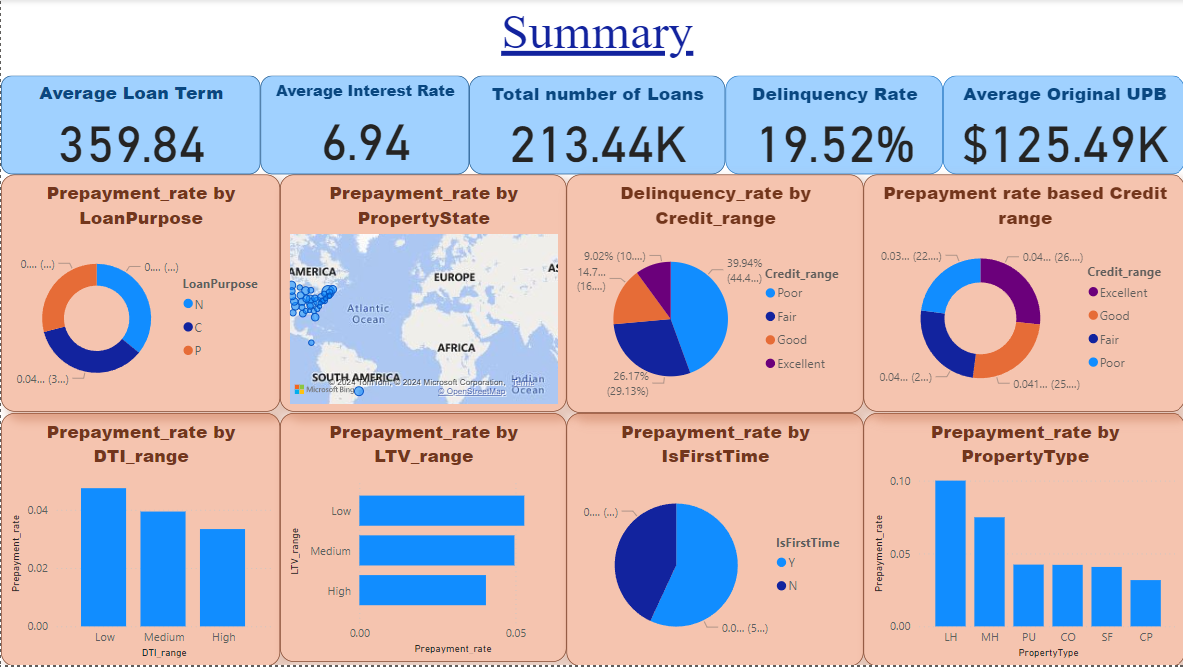 Summary
Average Loan Term
359.84
Average Interest Rate
6.94
Total number of Loans
213.44K
Delinquency Rate
19.52%
Average Original UPB
$125.49K
Prepayment_rate by
LoanPurpose
0.... (...)
0.... (...)
0.04... (3...)
LoanPurpose
N
C
P
Prepayment_rate by
PropertyState
AMERICA
EUROPE
AS
Atlantic
Ocean
AFRICA
SOUTH AMERICA
Indian
Ocean
Microsoft Bing
© 2024 TomTom, © 2024 Microsoft Corporation, Terms
© OpenStreetMap
Delinquency_rate by
Credit_range
9.02% (10....)
14.7...
(16....)
39.94%
(44.4...)
26.17%
(29.13%)
Credit_range
Poor
Fair
Good
Excellent
Prepayment rate based Credit
range
0.03... (22....)
0.04... (26....)
0.04... (2...)
0.041... (25....)
Credit_range
Excellent
Good
Fair
Poor
Prepayment_rate by
DTI_range
Prepayment_rate
0.04
0.02
0.00
Low Medium High
DTI_range
Prepayment_rate by
LTV_range
LTV_range
Low
Medium
High
0.00 0.05
Prepayment_rate
Prepayment_rate by
IsFirstTime
0.... (...)
0.0... (5...)
IsFirstTime
Y
N
Prepayment_rate by
PropertyType
Prepayment_rate
0.10
0.05
0.00
LH MH PU CO SF CP
PropertyType